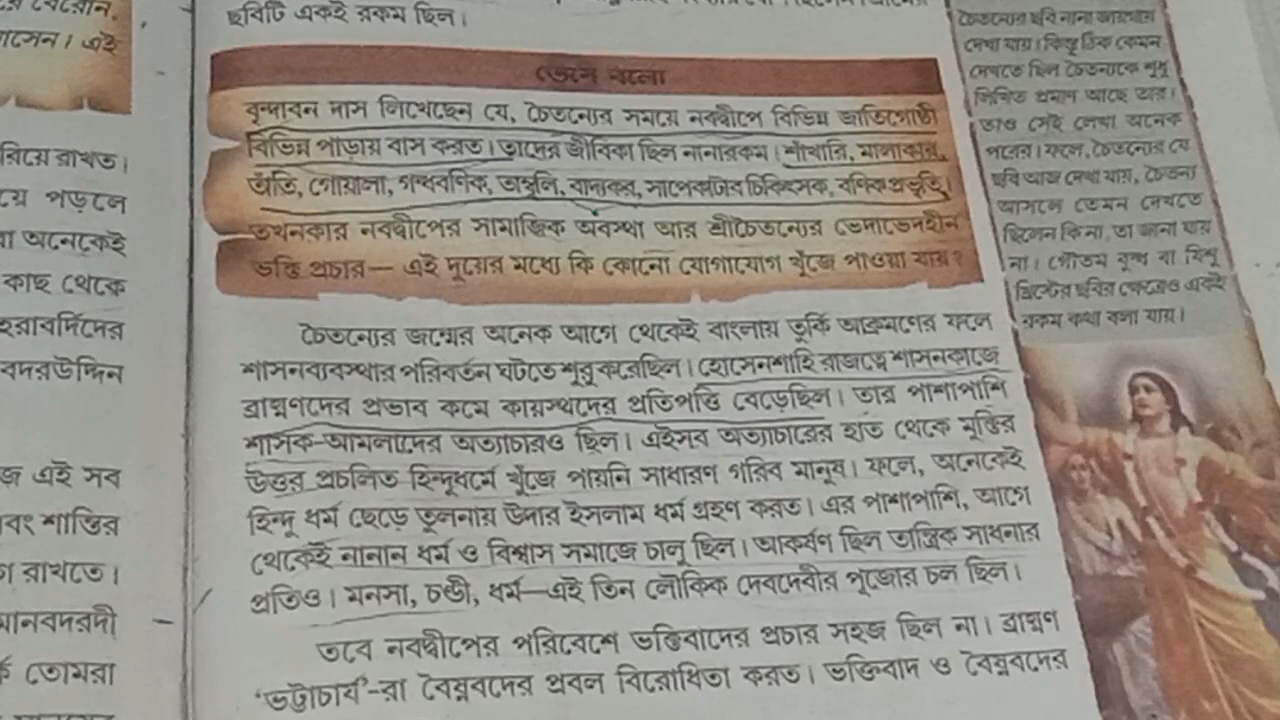 ছবিটি একই রকম ছিল।
ভেবে বলো
বৃন্দাবন দাস লিখেছেন যে, চৈতন্যের সময়ে নবদ্বীপে বিভিন্ন জাতিগোষ্ঠী
বিভিন্ন পাড়ায় বাস করত। তাদের জীবিকা ছিল নানারকম। শাঁখারি, মালাকার,
তাঁতি, গোয়ালা, গন্ধবণিক, তাম্বুলি, বাদ্যকর, সাপেকাটার চিকিৎসক, বণিক প্রভৃতি।
তখনকার নবদ্বীপের সামাজিক অবস্থা আর শ্রীচৈতন্যের ভেদাভেদহীন
ভক্তি প্রচার— এই দুয়ের মধ্যে কি কোনো যোগাযোগ খুঁজে পাওয়া যায়?
চৈতন্যের জন্মের অনেক আগে থেকেই বাংলায় তুর্কি আক্রমণের ফলে
শাসনব্যবস্থার পরিবর্তন ঘটতে শুরু করেছিল। হোসেনশাহি রাজত্বে শাসনকাজে
ব্রাহ্মণদের প্রভাব কমে কায়স্থদের প্রতিপত্তি বেড়েছিল। তার পাশাপাশি
শাসক-আমলাদের অত্যাচারও ছিল। এইসব অত্যাচারের হাত থেকে মুক্তির
উত্তর প্রচলিত হিন্দুধর্মে খুঁজে পায়নি সাধারণ গরিব মানুষ। ফলে, অনেকেই
হিন্দু ধর্ম ছেড়ে তুলনায় উদার ইসলাম ধর্ম গ্রহণ করত। এর পাশাপাশি, আগে
থেকেই নানান ধর্ম ও বিশ্বাস সমাজে চালু ছিল। আকর্ষণ ছিল তান্ত্রিক সাধনার
প্রতিও। মনসা, চণ্ডী, ধর্ম—এই তিন লৌকিক দেবদেবীর পূজোর চল ছিল।
তবে নবদ্বীপের পরিবেশে ভক্তিবাদের প্রচার সহজ ছিল না। ব্রাহ্মণ
'ভট্টাচার্য'-রা বৈষ্ণবদের প্রবল বিরোধিতা করত। ভক্তিবাদ ও বৈষ্ণবদের
চৈতন্যের ছবি নানা জায়গায়
দেখা যায়। কিন্তু ঠিক কেমন
দেখতে ছিল চৈতন্যকে শুধু
লিখিত প্রমাণ আছে তার।
তাও সেই লেখা অনেক
পরের। ফলে, চৈতন্যের যে
ছবি আজ দেখা যায়, চৈতন্য
আসলে তেমন দেখতে
ছিলেন কি না, তা জানা যায়
না। গৌতম বুদ্ধ বা যিশু
খ্রিস্টের ছবির ক্ষেত্রেও একই
রকম কথা বলা যায়।
বেরোন,
এই
রিয়ে রাখত।
য়ে পড়লে
অনেকেই
কাছ থেকে
বদরউদ্দিন
এই সব
শান্তির
রাখতে।
মানবদরদী
তোমরা